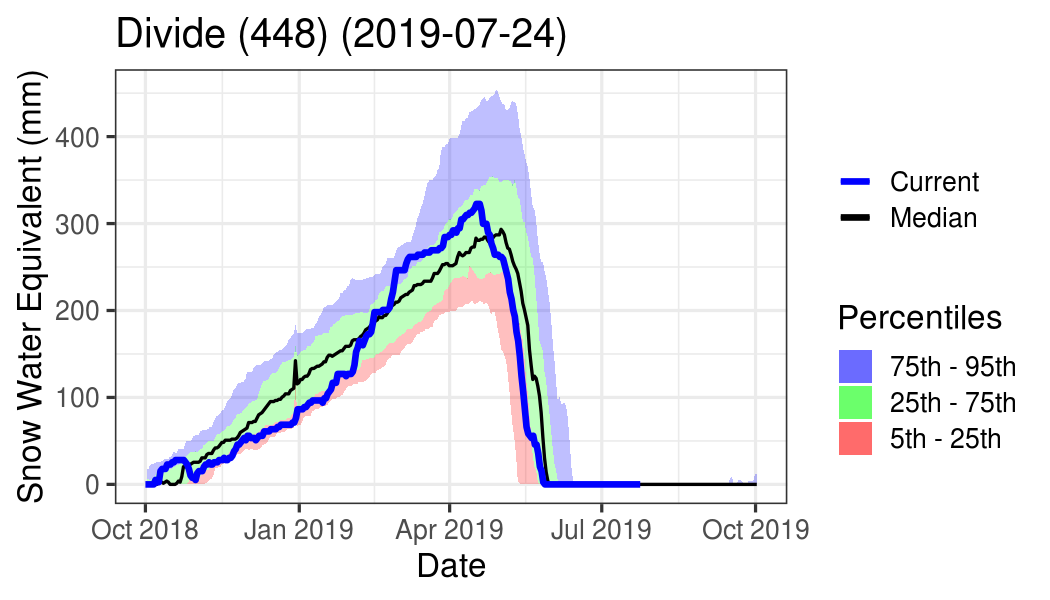 Divide (448) (2019-07-24)
Snow Water Equivalent (mm)
400
300
200
100
0
Oct 2018
Jan 2019
Apr 2019
Jul 2019
Oct 2019
Date
Current
Median
Percentiles
75th - 95th
25th - 75th
5th - 25th